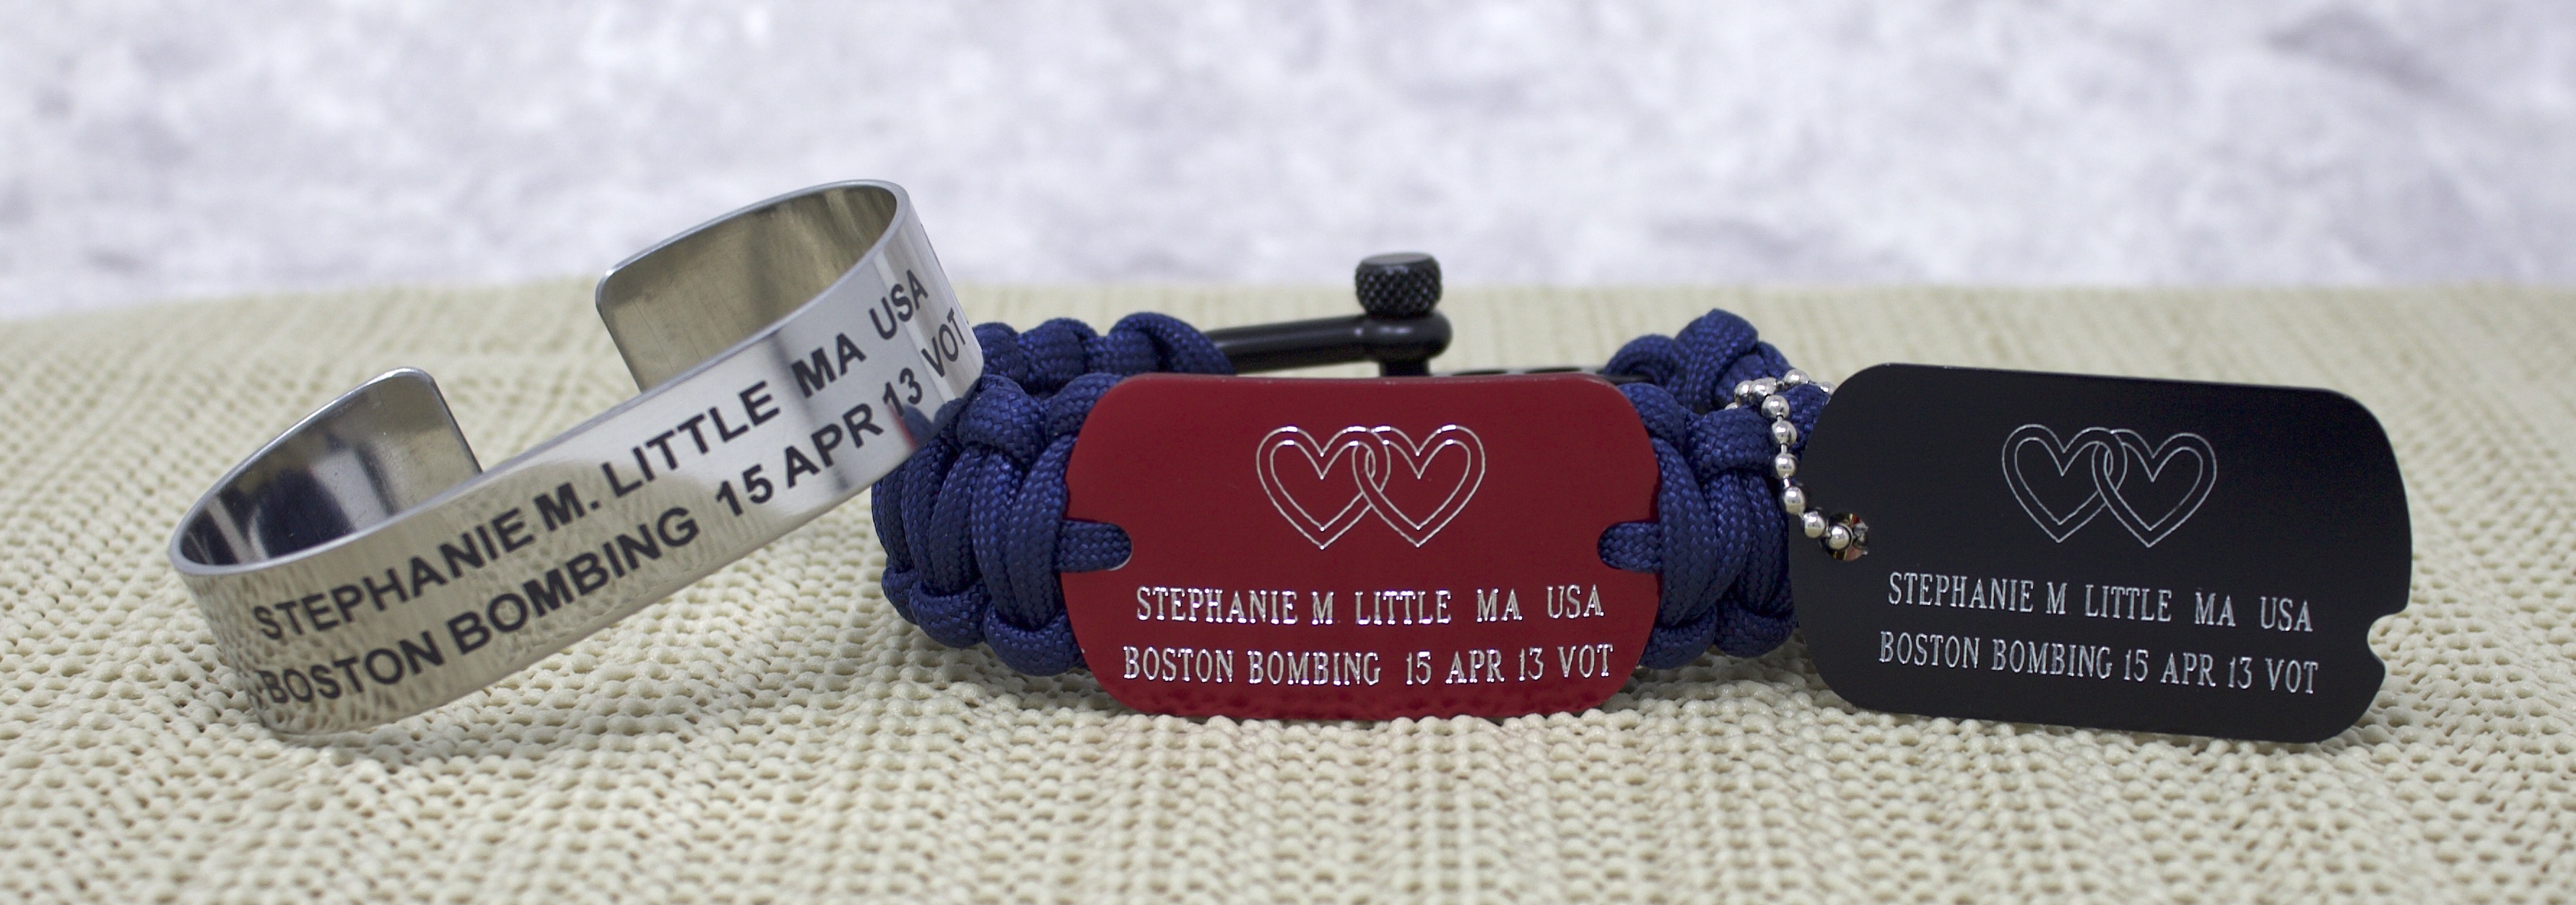 STEPHANIE M. LITTLE MA USA
BOSTON BOMBING 15 APR 13 VOT
STEPHANIE M LITTLE MA USA
BOSTON BOMBING 15 APR 13 VOT
STEPHANIE M LITTLE MA USA
BOSTON BOMBING 15 APR 13 VOT